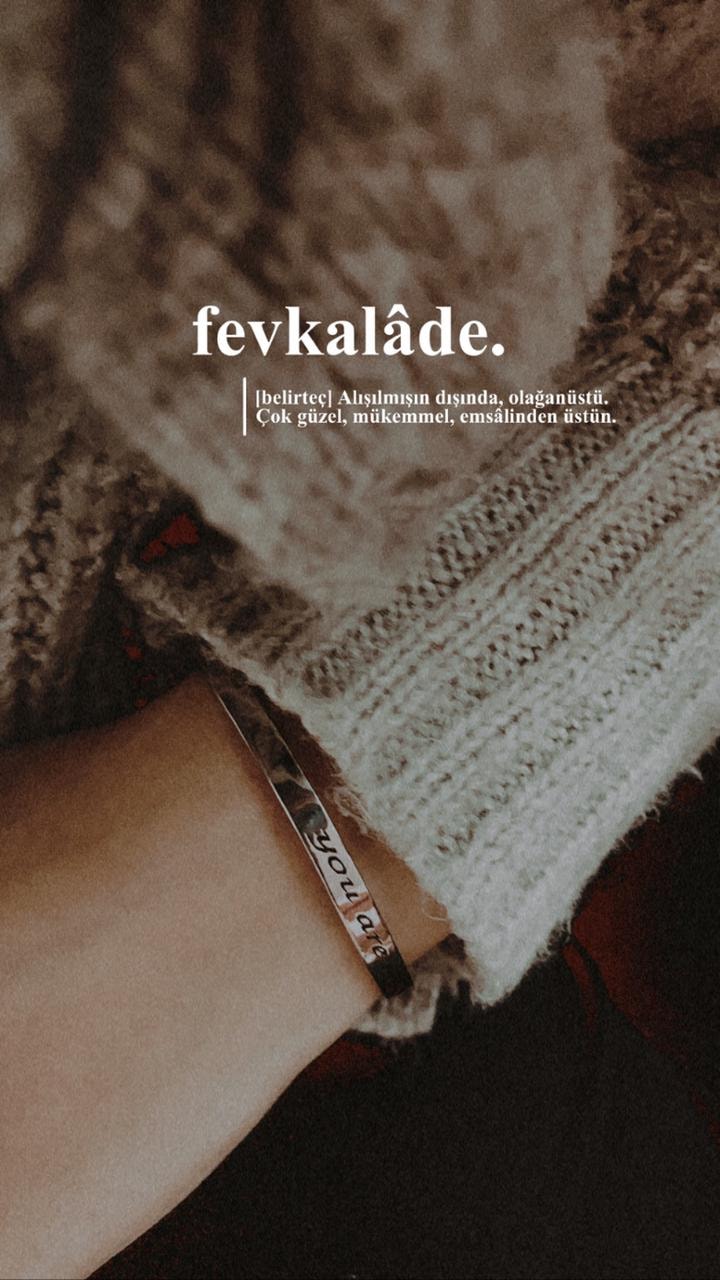 fevkalâde.
[belirteç] Alışılmışın dışında, olağanüstü.
Çok güzel, mükemmel, emsâlinden üstün.
you are